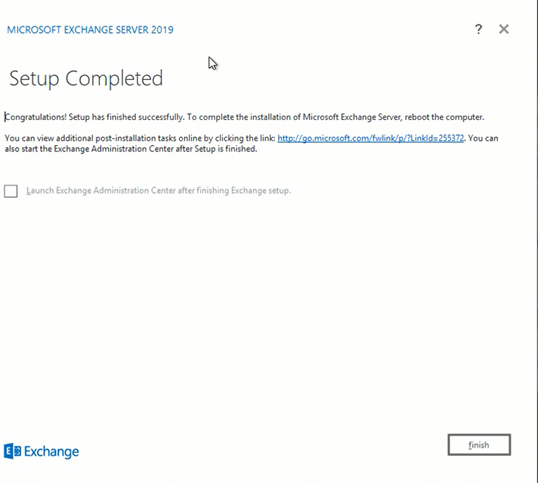 MICROSOFT EXCHANGE SERVER 2019
?
Setup Completed
Congratulations! Setup has finished successfully. To complete the installation of Microsoft Exchange Server, reboot the computer.
You can view additional post-installation tasks online by clicking the link: http://go.microsoft.com/fwlink/p/?LinkId=255372. You can
also start the Exchange Administration Center after Setup is finished.
Launch Exchange Administration Center after finishing Exchange setup.
E Exchange
finish